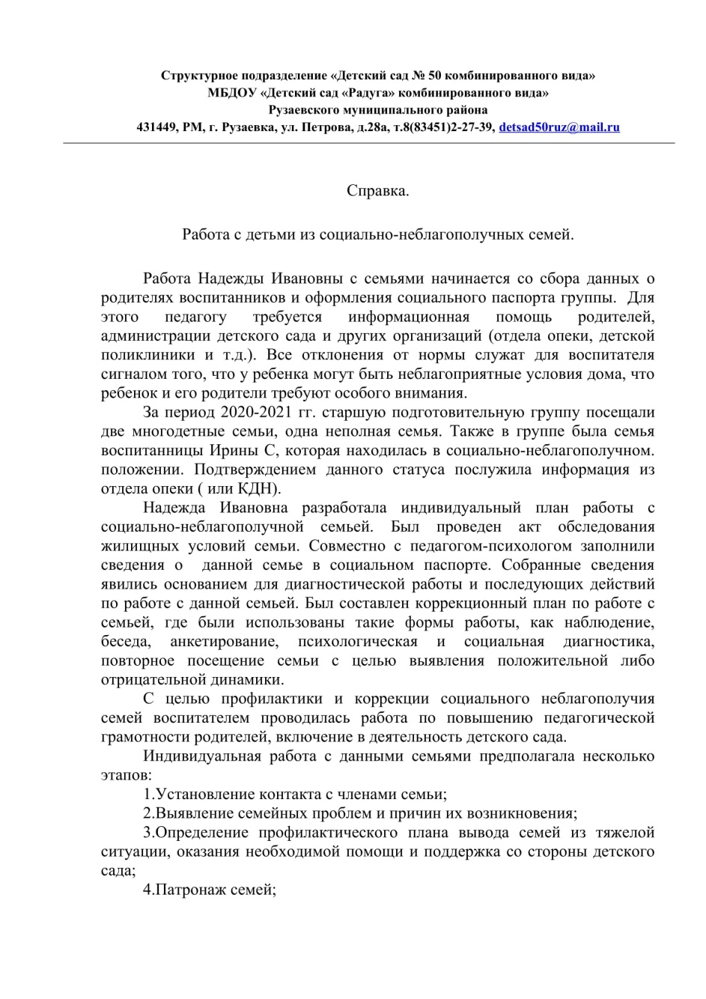 Структурное подразделение «Детский сад № 50 комбинированного вида»
МБДОУ «Детский сад «Радуга» комбинированного вида»
Рузаевского муниципального района
431449, РМ, г. Рузаевка, ул. Петрова, д.28а, т.8(83451)2-27-39, detsad50ruz@mail.ru
Справка.
Работа с детьми из социально-неблагополучных семей.
Работа Надежды Ивановны с семьями начинается со сбора данных о
родителях воспитанников и оформления социального паспорта группы. Для
этого педагогу требуется информационная помощь родителей,
администрации детского сада и других организаций (отдела опеки, детской
поликлиники и т.д.). Все отклонения от нормы служат для воспитателя
сигналом того, что у ребенка могут быть неблагоприятные условия дома, что
ребенок и его родители требуют особого внимания.
За период 2020-2021 гг. старшую подготовительную группу посещали
две многодетные семьи, одна неполная семья. Также в группе была семья
воспитанницы Ирины С, которая находилась в социально-неблагополучном.
положении. Подтверждением данного статуса послужила информация из
отдела опеки ( или КДН).
Надежда Ивановна разработала индивидуальный план работы с
социально-неблагополучной семьей. Был проведен акт обследования
жилищных условий семьи. Совместно с педагогом-психологом заполнили
сведения о данной семье в социальном паспорте. Собранные сведения
явились основанием для диагностической работы и последующих действий
по работе с данной семьей. Был составлен коррекционный план по работе с
семьей, где были использованы такие формы работы, как наблюдение,
беседа, анкетирование, психологическая и социальная диагностика,
повторное посещение семьи с целью выявления положительной либо
отрицательной динамики.
С целью профилактики и коррекции социального неблагополучия
семей воспитателем проводилась работа по повышению педагогической
грамотности родителей, включение в деятельность детского сада.
Индивидуальная работа с данными семьями предполагала несколько
этапов:
1.Установление контакта с членами семьи;
2.Выявление семейных проблем и причин их возникновения;
3.Определение профилактического плана вывода семей из тяжелой
ситуации, оказания необходимой помощи и поддержка со стороны детского
сада;
4.Патронаж семей;